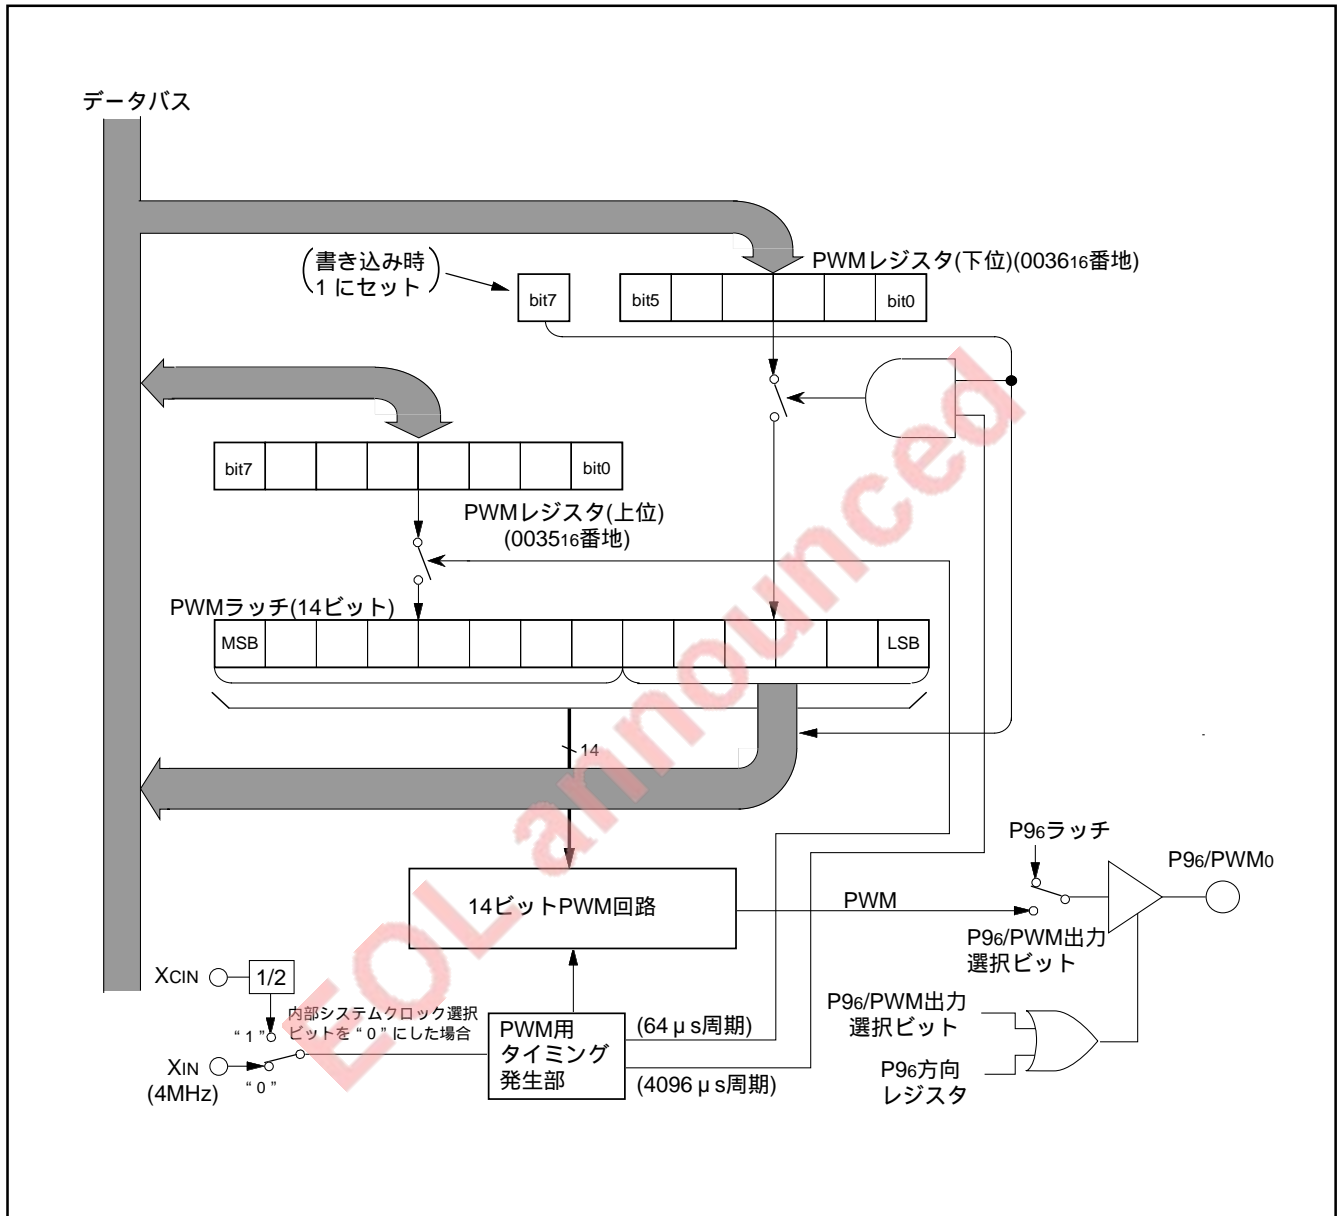 データバス
PWMレジスタ(下位)(003616番地)
書き込み時
1 にセット
bit7
bit5
bit0
bit7
bit0
PWMレジスタ(上位)
(003516番地)
PWMラッチ(14ビット)
MSB
LSB
14
P96ラッチ
P96/PWM0
14ビットPWM回路
PWM
P96/PWM出力
選択ビット
XCIN
1/2
内部システムクロック選択
ビットを“0”にした場合
“1”
XIN
(4MHz)
“0”
PWM用
タイミング
発生部
(64μs周期)
(4096μs周期)
P96/PWM出力
選択ビット
P96方向
レジスタ
EOL announced